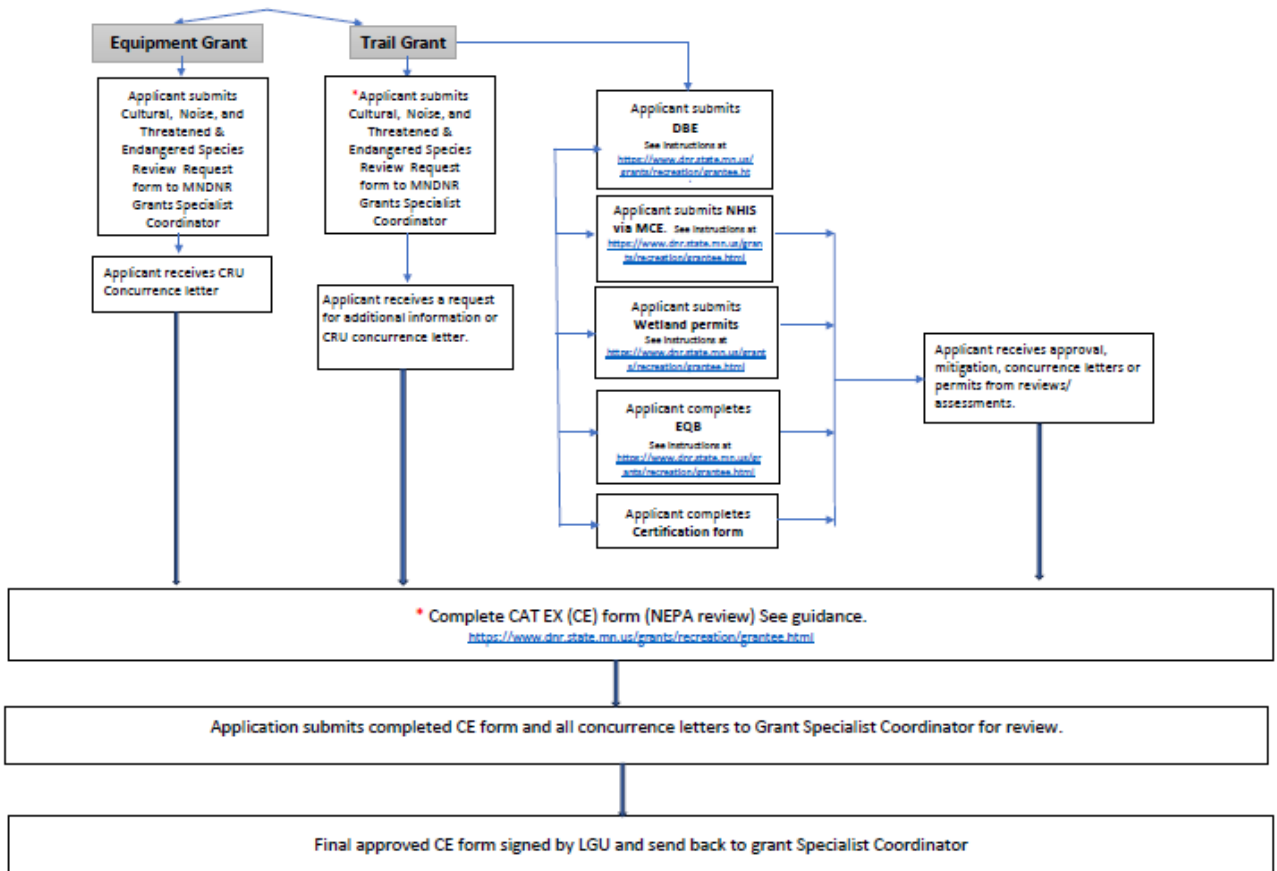 Equipment Grant
Trail Grant
Applicant submits
Cultural, Noise, and
Threatened &
Endangered Species
Review Request
form to MNDNR
Grants Specialist
Coordinator
Applicant receives CRU
Concurrence letter
*Applicant submits
Cultural, Noise, and
Threatened &
Endangered Species
Review Request
form to MNDNR
Grants Specialist
Coordinator
Applicant receives a request
for additional information or
CRU concurrence letter.
Applicant submits
DBE
See Instructions at
https://www.dnr.state.mn.us/
grants/recreation/grantee.ht
Applicant submits NHIS
via MCE. See Instructions at
https://www.dnr.state.mn.us/gran
ts/recreation/grantee.html
Applicant submits
Wetland permits
See Instructions at
https://www.dnr.state.mn.us/grant
s/recreation/grantee.html
Applicant completes
EQB
See Instructions at
https://www.dnr.state.mn.us/gr
ants/recreation/grantee.html
Applicant completes
Certification form
Applicant receives approval,
mitigation, concurrence letters or
permits from reviews/
assessments.
* Complete CAT EX (CE) form (NEPA review) See guidance.
https://www.dnr.state.mn.us/grants/recreation/grantee.html
Application submits completed CE form and all concurrence letters to Grant Specialist Coordinator for review.
Final approved CE form signed by LGU and send back to grant Specialist Coordinator